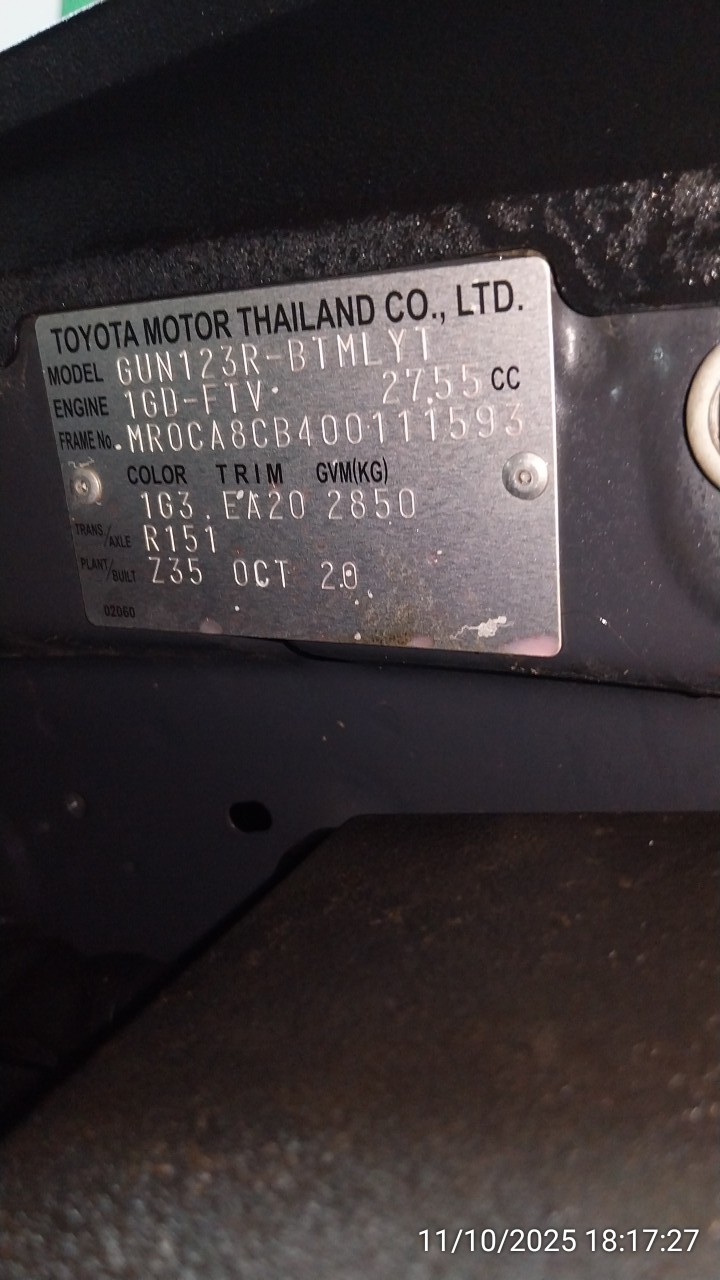 TOYOTA MOTOR THAILAND CO., LTD.
MODEL GUN123R-BTMLYT
ENGINE 1GD-FTV 2755 CC
FRAME No. MR0CA8CB400111593
COLOR TRIM GVM(KG)
1G3 EA20 2850
TRANS/AXLE R151
PLANT/BUILT Z35 OCT 20
02060
11/10/2025 18:17:27